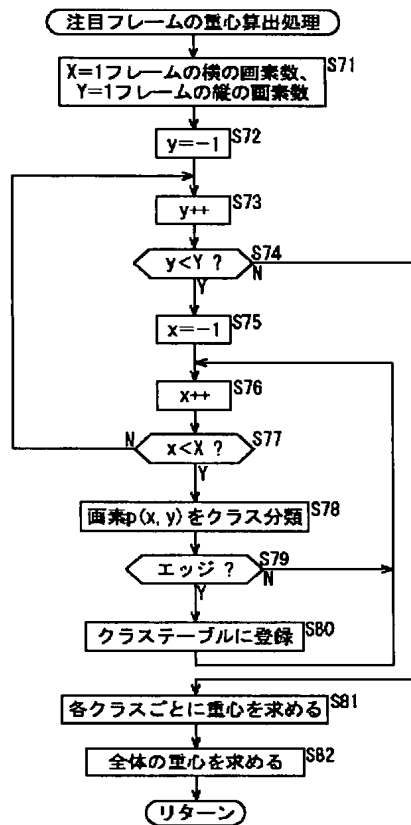 注目フレームの重心算出処理
X=1フレームの横の画素数、
Y=1フレームの縦の画素数
S71
y=-1
S72
y++
S73
y<Y ?
S74
N
Y
x=-1
S75
x++
S76
N
x<X ?
S77
Y
画素p(x, y)をクラス分類
S78
エッジ ?
S79
N
Y
クラステーブルに登録
S80
各クラスごとに重心を求める
S81
全体の重心を求める
S82
リターン